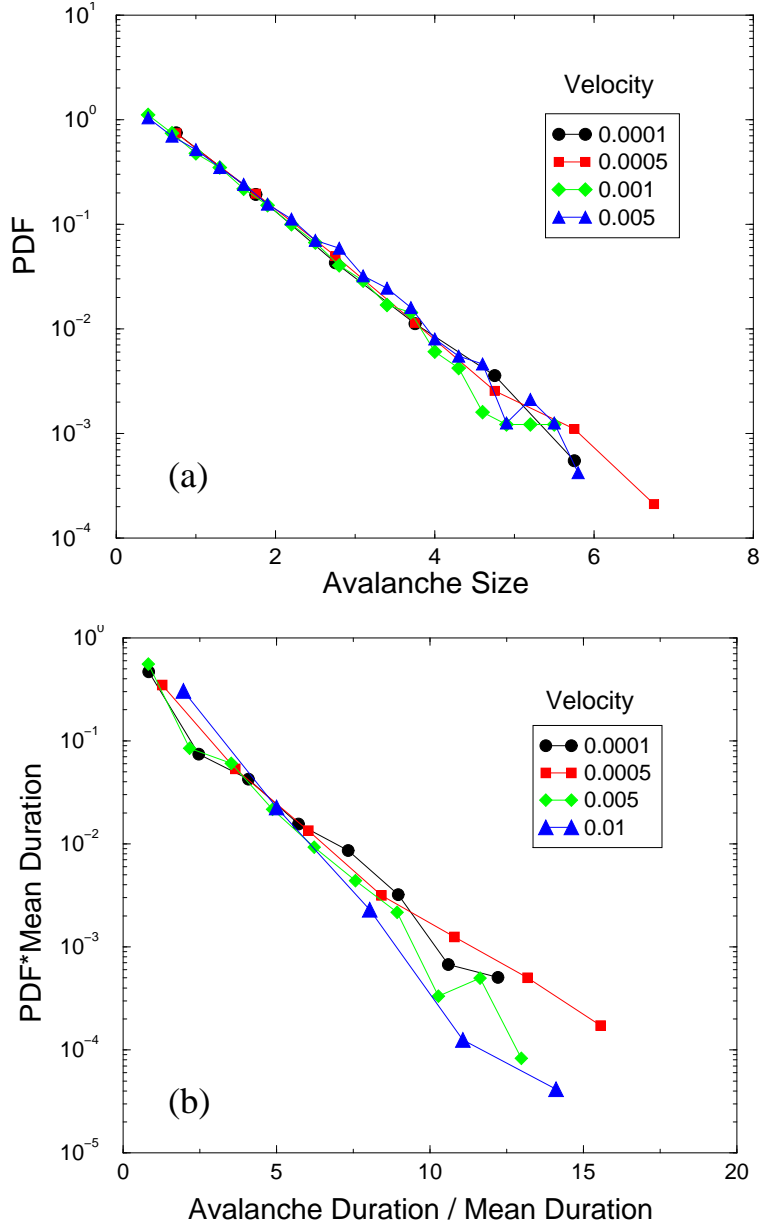 10^1
10^0
10^−1
10^−2
10^−3
10^−4
PDF
Velocity
0.0001
0.0005
0.001
0.005
(a)
0 2 4 6 8
Avalanche Size
10^0
10^−1
10^−2
10^−3
10^−4
10^−5
PDF*Mean Duration
Velocity
0.0001
0.0005
0.005
0.01
(b)
0 5 10 15 20
Avalanche Duration / Mean Duration